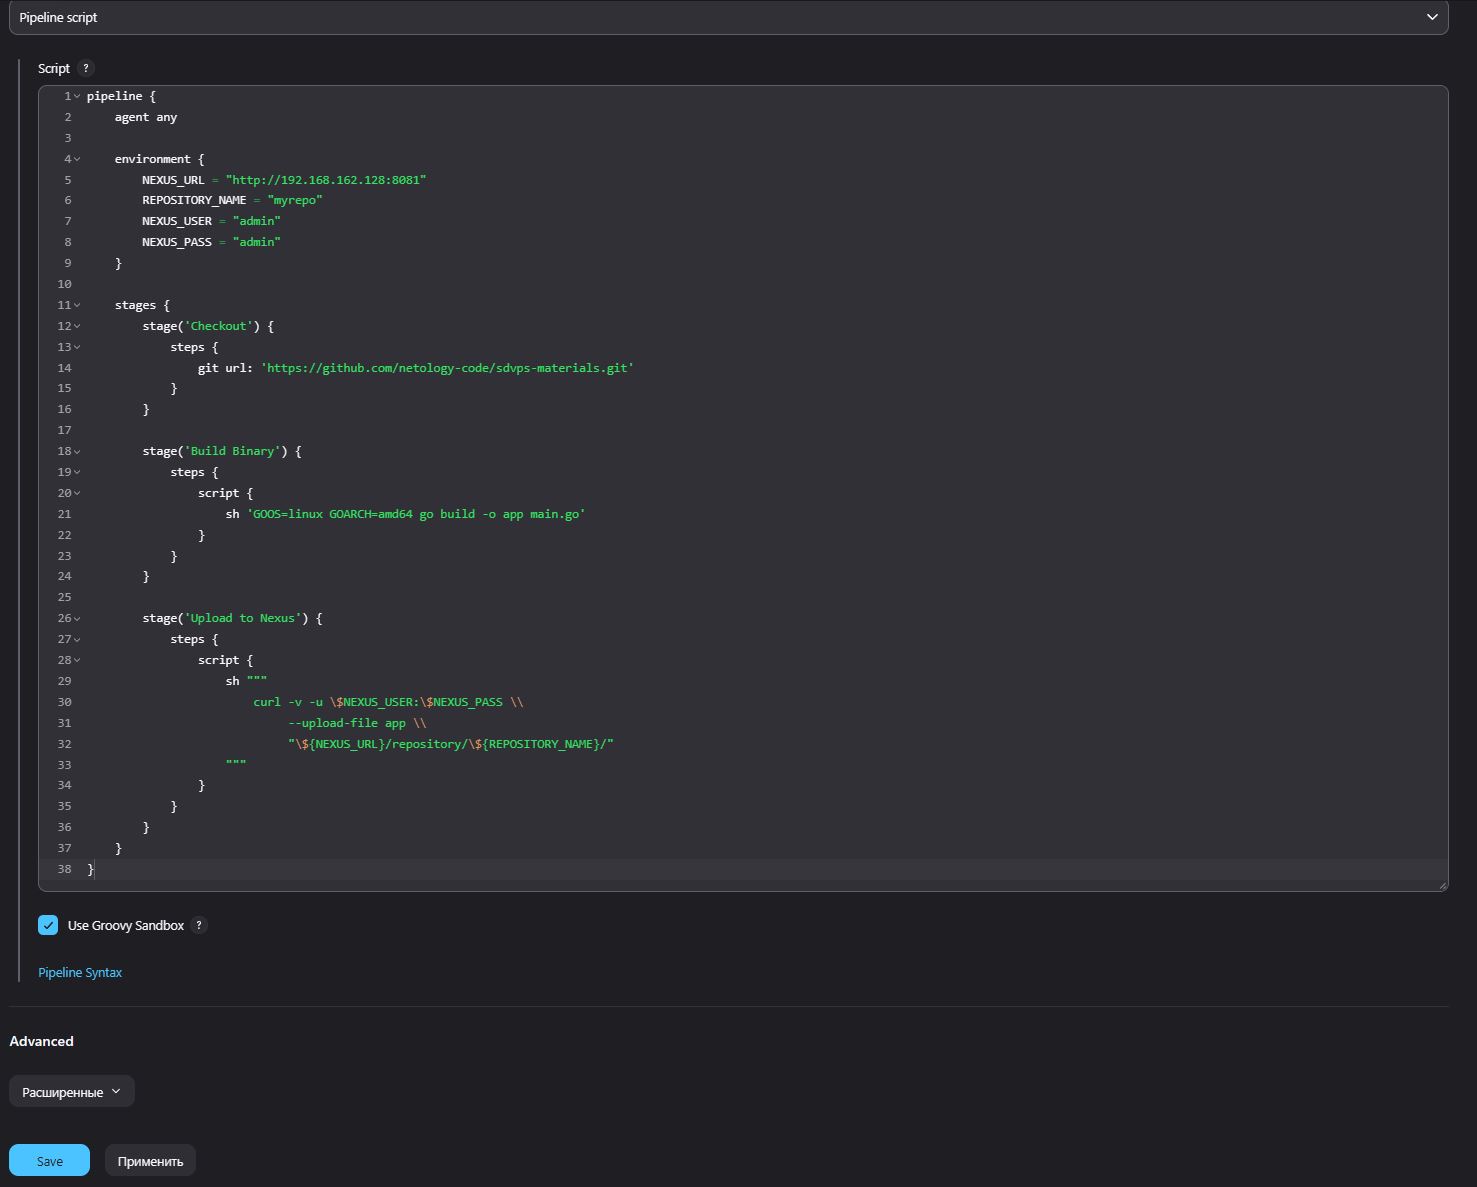 Pipeline script
Script ?
1 pipeline {
2     agent any
3
4     environment {
5         NEXUS_URL = "http://192.168.162.128:8081"
6         REPOSITORY_NAME = "myrepo"
7         NEXUS_USER = "admin"
8         NEXUS_PASS = "admin"
9     }
10
11     stages {
12         stage('Checkout') {
13             steps {
14                 git url: 'https://github.com/netology-code/sdvps-materials.git'
15             }
16         }
17
18         stage('Build Binary') {
19             steps {
20                 script {
21                     sh 'GOOS=linux GOARCH=amd64 go build -o app main.go'
22                 }
23             }
24         }
25
26         stage('Upload to Nexus') {
27             steps {
28                 script {
29                     sh """
30                         curl -v -u \$NEXUS_USER:\$NEXUS_PASS \\
31                              --upload-file app \\
32                              "\${NEXUS_URL}/repository/\${REPOSITORY_NAME}/"
33                     """
34                 }
35             }
36         }
37     }
38 }
Use Groovy Sandbox ?
Pipeline Syntax
Advanced
Расширенные
Save Применить